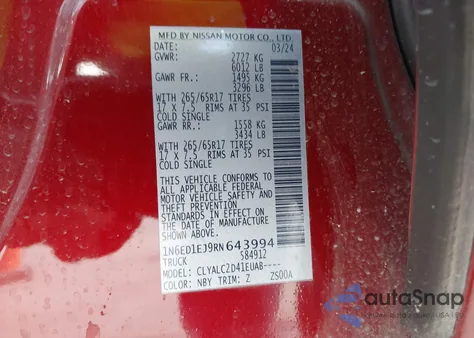 MFD BY NISSAN MOTOR CO., LTD.
DATE: 03/24
GVWR: 2727 KG
6012 LB
GAWR FR.: 1495 KG
3296 LB
WITH 265/65R17 TIRES
17 X 7.5 RIMS AT 35 PSI
COLD SINGLE
GAWR RR.: 1558 KG
3434 LB
WITH 265/65R17 TIRES
17 X 7.5 RIMS AT 35 PSI
COLD SINGLE
THIS VEHICLE CONFORMS TO
ALL APPLICABLE FEDERAL
MOTOR VEHICLE SAFETY AND
THEFT PREVENTION
STANDARDS IN EFFECT ON
THE DATE OF MANUFACTURE
SHOWN ABOVE.
1N6ED1EJ9RN643994
TRUCK 584912
MODEL: CLYALC2D41EUAB----
COLOR: NBY TRIM: Z ZS00A
autoSnap